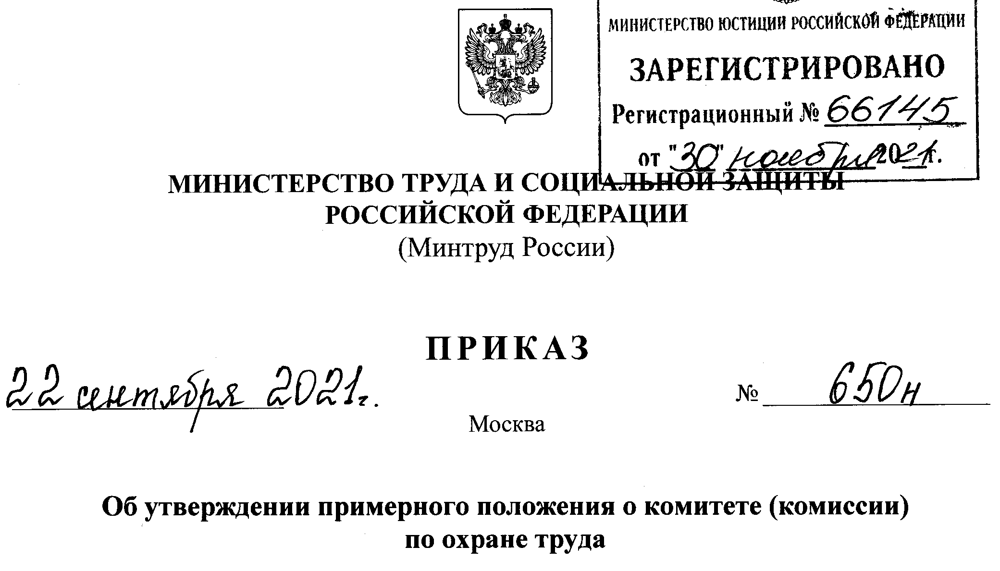 МИНИСТЕРСТВО ЮСТИЦИИ РОССИЙСКОЙ ФЕДЕРАЦИИ
ЗАРЕГИСТРИРОВАНО
Регистрационный № 66145
от "30" ноября 2021 г.
МИНИСТЕРСТВО ТРУДА И СОЦИАЛЬНОЙ ЗАЩИТЫ
РОССИЙСКОЙ ФЕДЕРАЦИИ
(Минтруд России)
ПРИКАЗ
22 сентября 2021г. № 650н
Москва
Об утверждении примерного положения о комитете (комиссии)
по охране труда